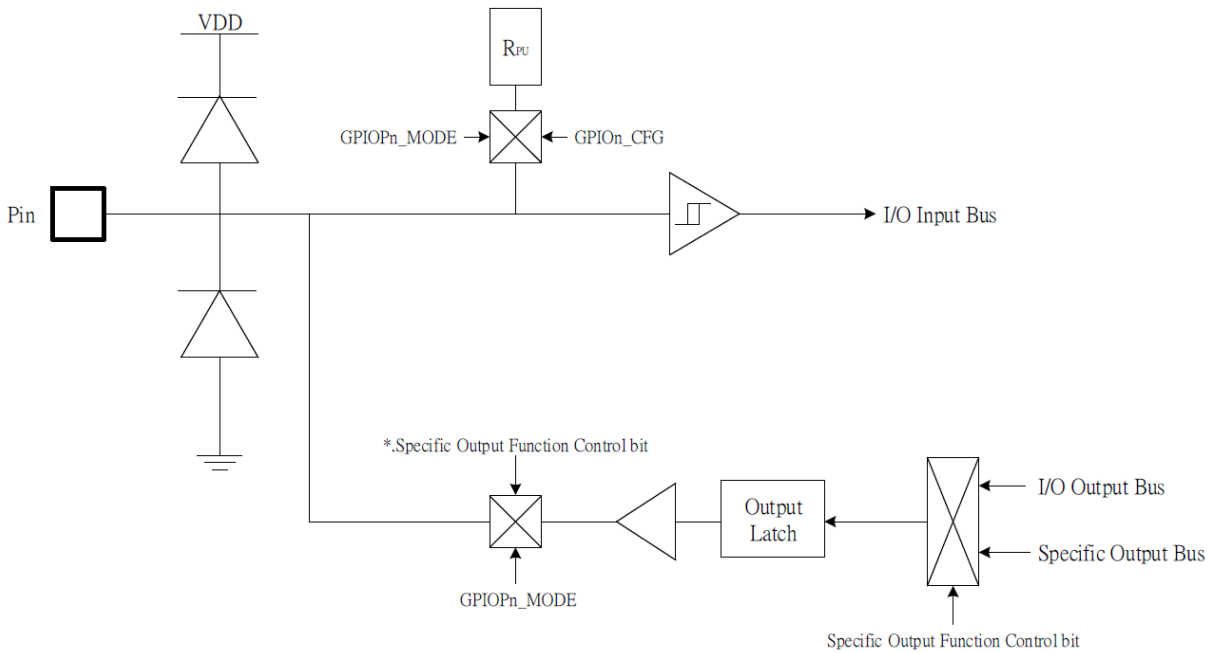 VDD
RPU
GPIOPn_MODE
GPIOn_CFG
Pin
I/O Input Bus
*.Specific Output Function Control bit
I/O Output Bus
Output
Latch
Specific Output Bus
GPIOPn_MODE
Specific Output Function Control bit